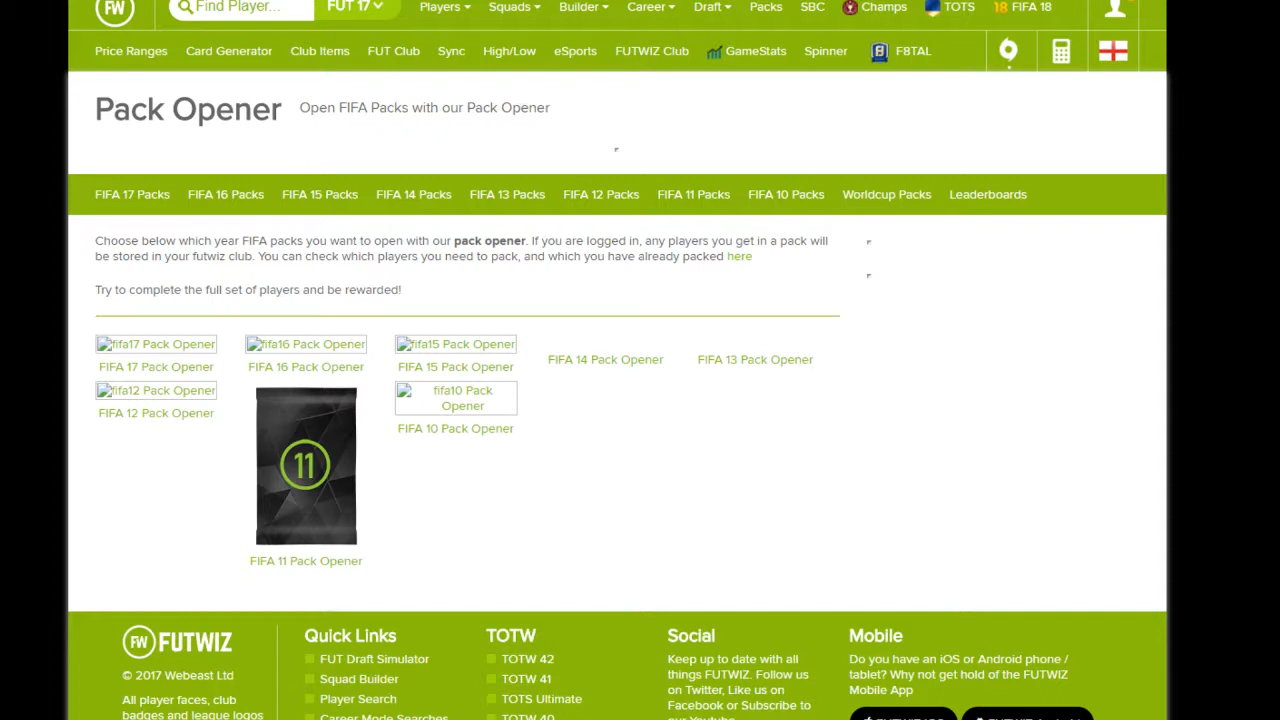 FW Find Player... FUT 17 Players Squads Builder Career Draft Packs SBC Champs TOTS 18 FIFA 18
Price Ranges Card Generator Club Items FUT Club Sync High/Low eSports FUTWIZ Club GameStats Spinner F8TAL
Pack Opener Open FIFA Packs with our Pack Opener
FIFA 17 Packs FIFA 16 Packs FIFA 15 Packs FIFA 14 Packs FIFA 13 Packs FIFA 12 Packs FIFA 11 Packs FIFA 10 Packs Worldcup Packs Leaderboards
Choose below which year FIFA packs you want to open with our pack opener. If you are logged in, any players you get in a pack will
be stored in your futwiz club. You can check which players you need to pack, and which you have already packed here
Try to complete the full set of players and be rewarded!
fifa17 Pack Opener fifa16 Pack Opener fifa15 Pack Opener
FIFA 17 Pack Opener FIFA 16 Pack Opener FIFA 15 Pack Opener FIFA 14 Pack Opener FIFA 13 Pack Opener
fifa12 Pack Opener
FIFA 12 Pack Opener
11
FIFA 11 Pack Opener
fifa10 Pack
Opener
FIFA 10 Pack Opener
FW FUTWIZ
© 2017 Webeast Ltd
All player faces, club
badges and league logos
Quick Links
FUT Draft Simulator
Squad Builder
Player Search
Career Mode Searches
TOTW
TOTW 42
TOTW 41
TOTS Ultimate
TOTW 40
Social
Keep up to date with all
things FUTWIZ. Follow us
on Twitter, Like us on
Facebook or Subscribe to
our Youtube
Mobile
Do you have an iOS or Android phone /
tablet? Why not get hold of the FUTWIZ
Mobile App
FUTWIZ iOS FUTWIZ Android